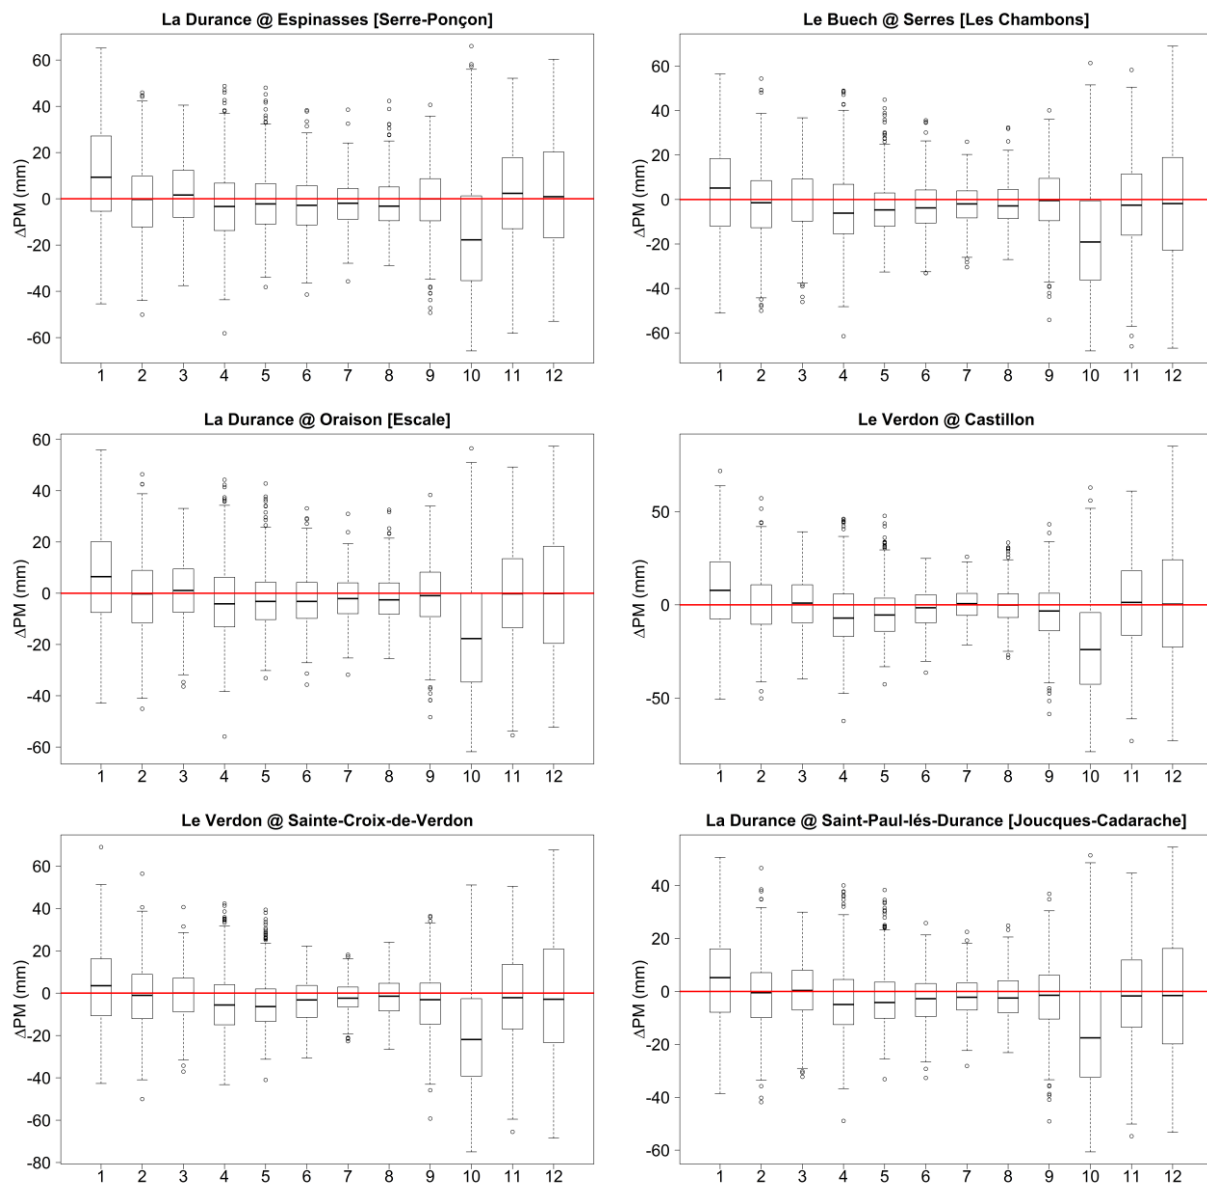 La Durance @ Espinasses [Serre-Ponçon]
60
40
20
0
-20
-40
-60
ΔPM (mm)
1 2 3 4 5 6 7 8 9 10 11 12
Le Buech @ Serres [Les Chambons]
60
40
20
0
-20
-40
-60
ΔPM (mm)
1 2 3 4 5 6 7 8 9 10 11 12
La Durance @ Oraison [Escale]
60
40
20
0
-20
-40
-60
ΔPM (mm)
1 2 3 4 5 6 7 8 9 10 11 12
Le Verdon @ Castillon
50
0
-50
ΔPM (mm)
1 2 3 4 5 6 7 8 9 10 11 12
Le Verdon @ Sainte-Croix-de-Verdon
60
40
20
0
-20
-40
-60
-80
ΔPM (mm)
1 2 3 4 5 6 7 8 9 10 11 12
La Durance @ Saint-Paul-lés-Durance [Joucques-Cadarache]
40
20
0
-20
-40
-60
ΔPM (mm)
1 2 3 4 5 6 7 8 9 10 11 12